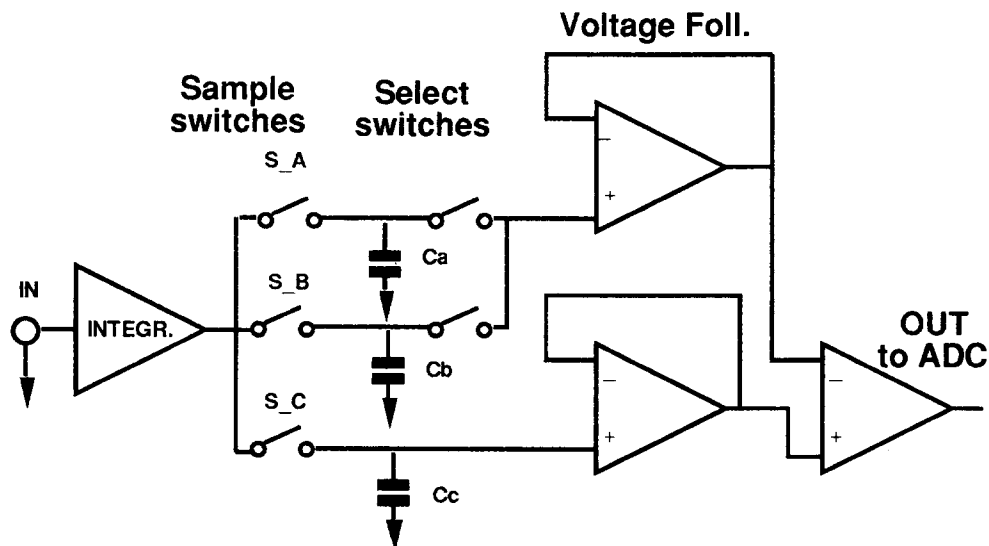 Voltage Foll.
Sample
switches
Select
switches
S_A
−
+
Ca
IN
S_B
INTEGR.
OUT
to ADC
Cb
−
−
S_C
+
+
Cc